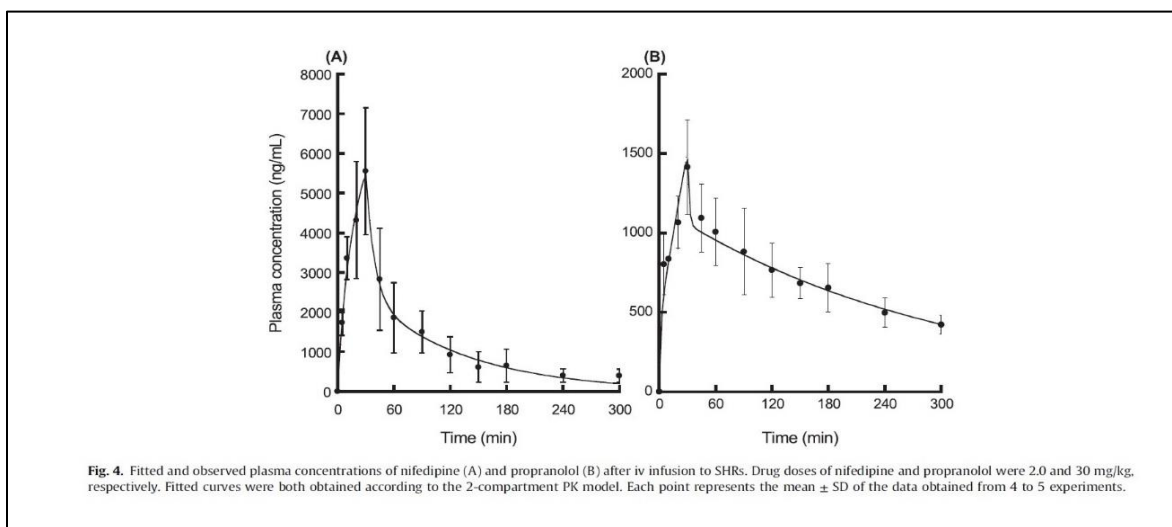 (A)
8000
7000
6000
5000
4000
3000
2000
1000
0
Plasma concentration (ng/mL)
0 60 120 180 240 300
Time (min)
(B)
2000
1500
1000
500
0
0 60 120 180 240 300
Time (min)
Fig. 4. Fitted and observed plasma concentrations of nifedipine (A) and propranolol (B) after iv infusion to SHRs. Drug doses of nifedipine and propranolol were 2.0 and 30 mg/kg,
respectively. Fitted curves were both obtained according to the 2-compartment PK model. Each point represents the mean ± SD of the data obtained from 4 to 5 experiments.